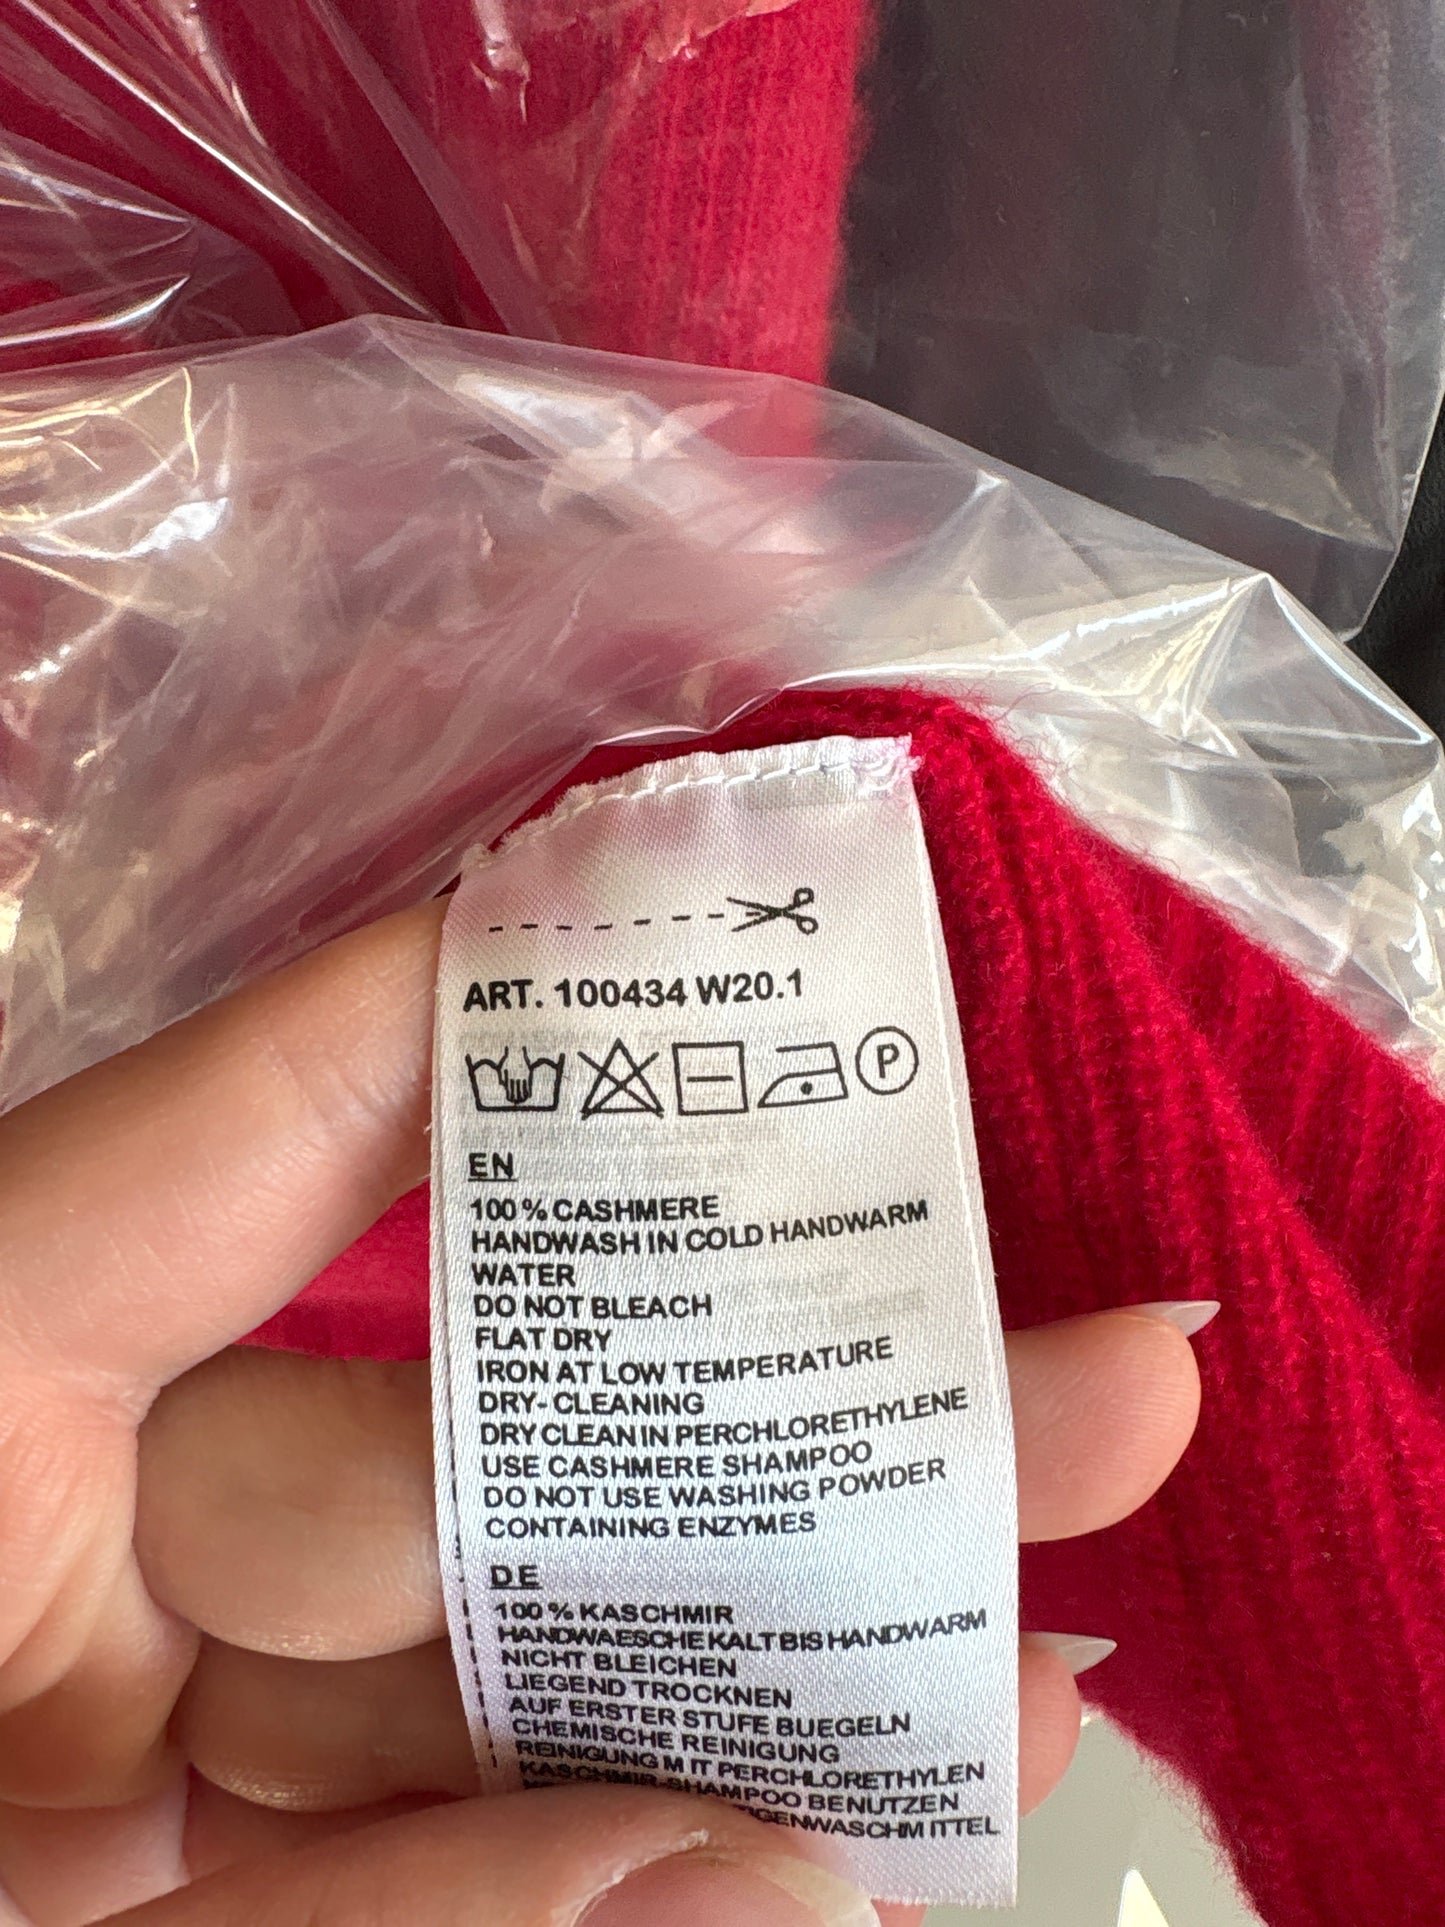 ART. 100434 W20.1
P
EN
100% CASHMERE
HANDWASH IN COLD HANDWARM
WATER
DO NOT BLEACH
FLAT DRY
IRON AT LOW TEMPERATURE
DRY-CLEANING
DRY CLEAN IN PERCHLORETHYLENE
USE CASHMERE SHAMPOO
DO NOT USE WASHING POWDER
CONTAINING ENZYMES
DE
100% KASCHMIR
HANDWAESCHE KALT BIS HANDWARM
NICHT BLEICHEN
LIEGEND TROCKNEN
AUF ERSTER STUFE BUEGELN
CHEMISCHE REINIGUNG
REINIGUNG MIT PERCHLORETHYLEN
KASCHMIR-SHAMPOO BENUTZEN